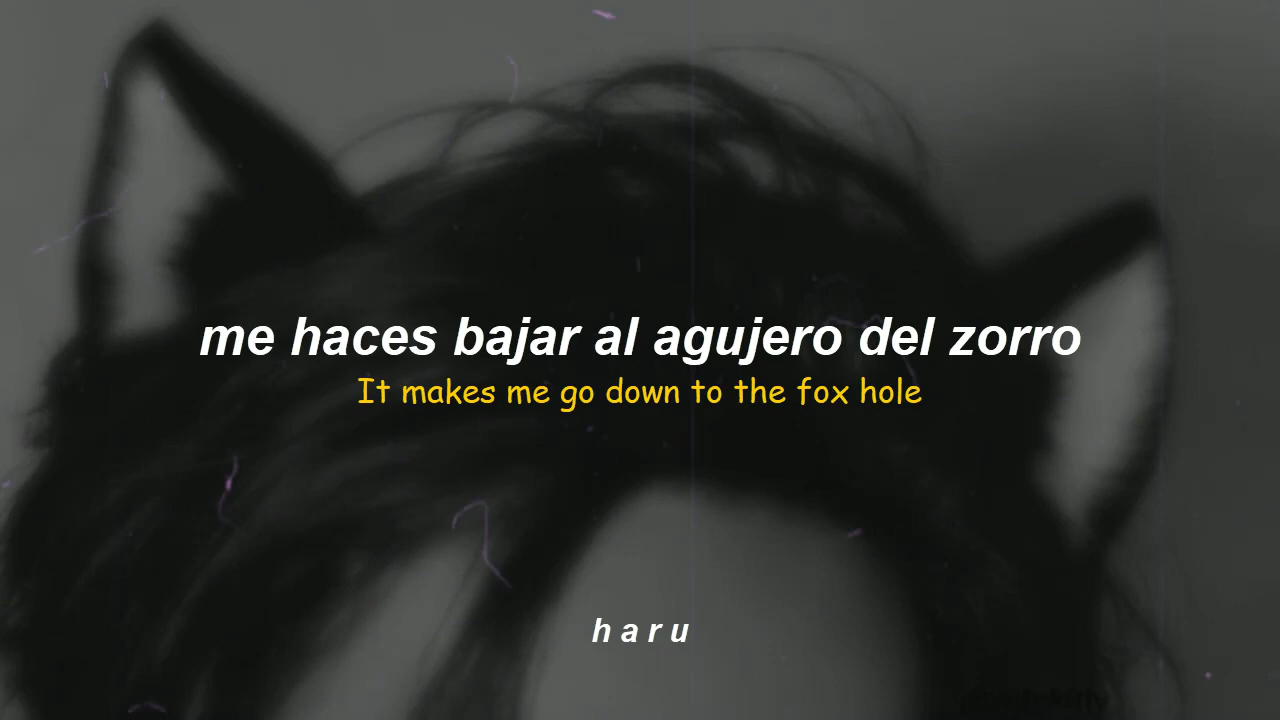 me haces bajar al agujero del zorro
It makes me go down to the fox hole
h a r u